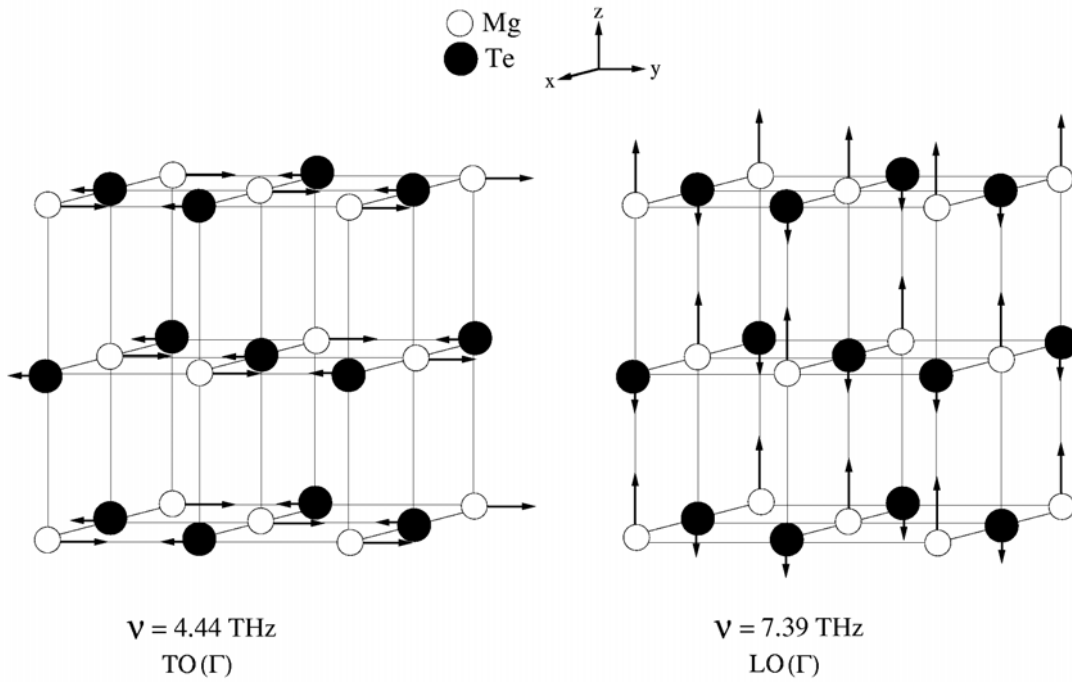 Mg
Te
z
x
y
ν = 4.44 THz
TO(Γ)
ν = 7.39 THz
LO(Γ)